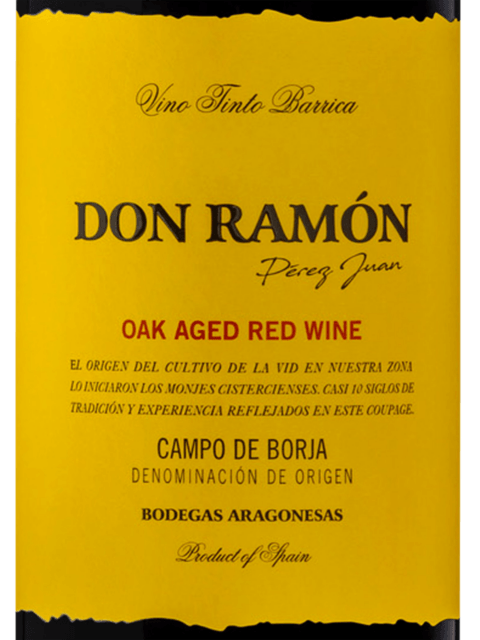 Vino Tinto Barrica
DON RAMÓN
Pérez Juan
OAK AGED RED WINE
EL ORIGEN DEL CULTIVO DE LA VID EN NUESTRA ZONA
LO INICIARON LOS MONJES CISTERCIENSES. CASI 10 SIGLOS DE
TRADICIÓN Y EXPERIENCIA REFLEJADOS EN ESTE COUPAGE.
CAMPO DE BORJA
DENOMINACIÓN DE ORIGEN
BODEGAS ARAGONESAS
Product of Spain